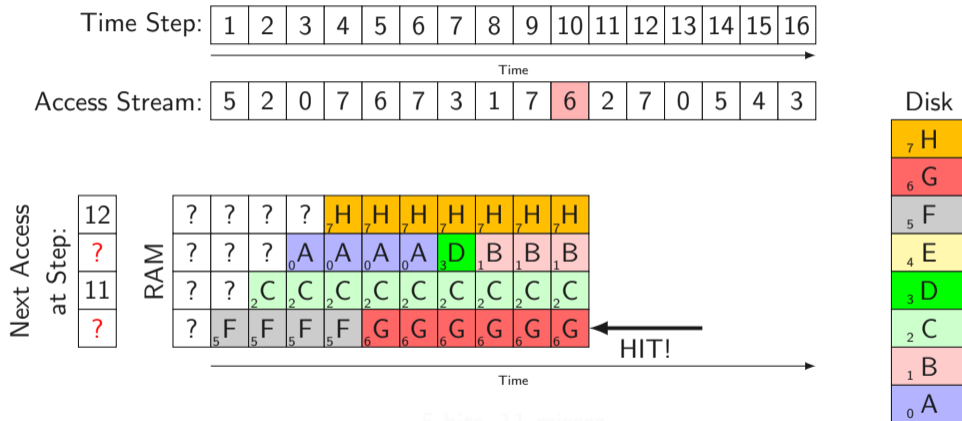 Time Step: 1 2 3 4 5 6 7 8 9 10 11 12 13 14 15 16
Time
Access Stream: 5 2 0 7 6 7 3 1 7 6 2 7 0 5 4 3
Disk
7 H
6 G
5 F
4 E
3 D
2 C
1 B
0 A
Next Access
at Step:
12
?
11
?
RAM
? ? ? ? 7 H 7 H 7 H 7 H 7 H 7 H 7 H
? ? ? 0 A 0 A 0 A 0 A 3 D 1 B 1 B 1 B
? ? 2 C 2 C 2 C 2 C 2 C 2 C 2 C 2 C 2 C
? 5 F 5 F 5 F 5 F 6 G 6 G 6 G 6 G 6 G 6 G
HIT!
Time